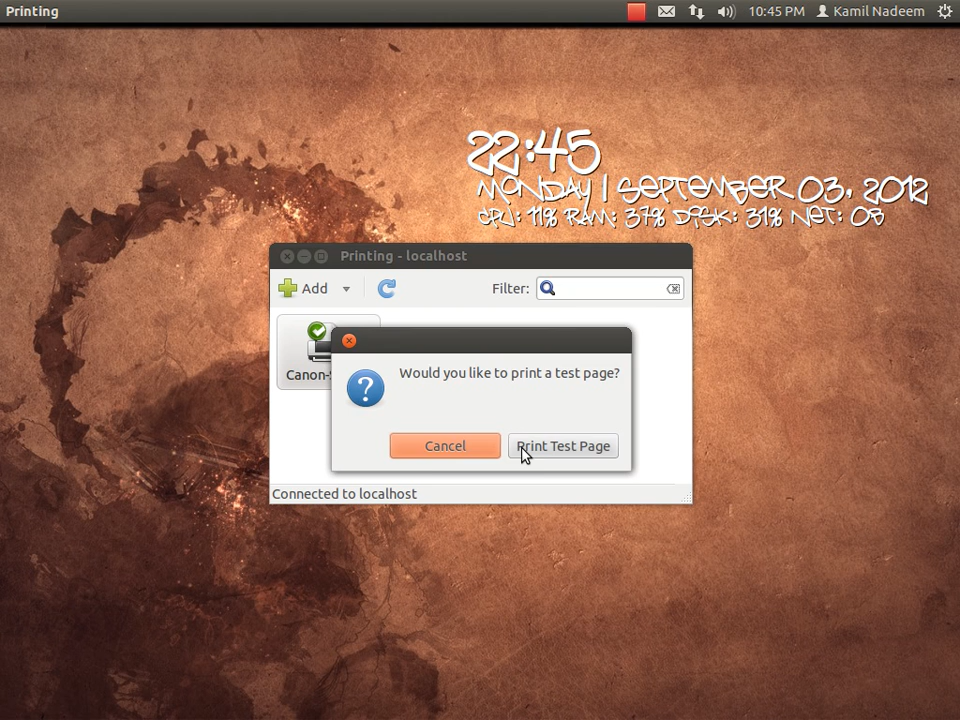 Printing 10:45 PM Kamil Nadeem
22:45
MONDAY | SEPTEMBER 03, 2012
CPU: 11% RAM: 37% DISK: 31% NET: 0B
Printing - localhost
Add Filter:
Would you like to print a test page?
Canon-
Cancel Print Test Page
Connected to localhost